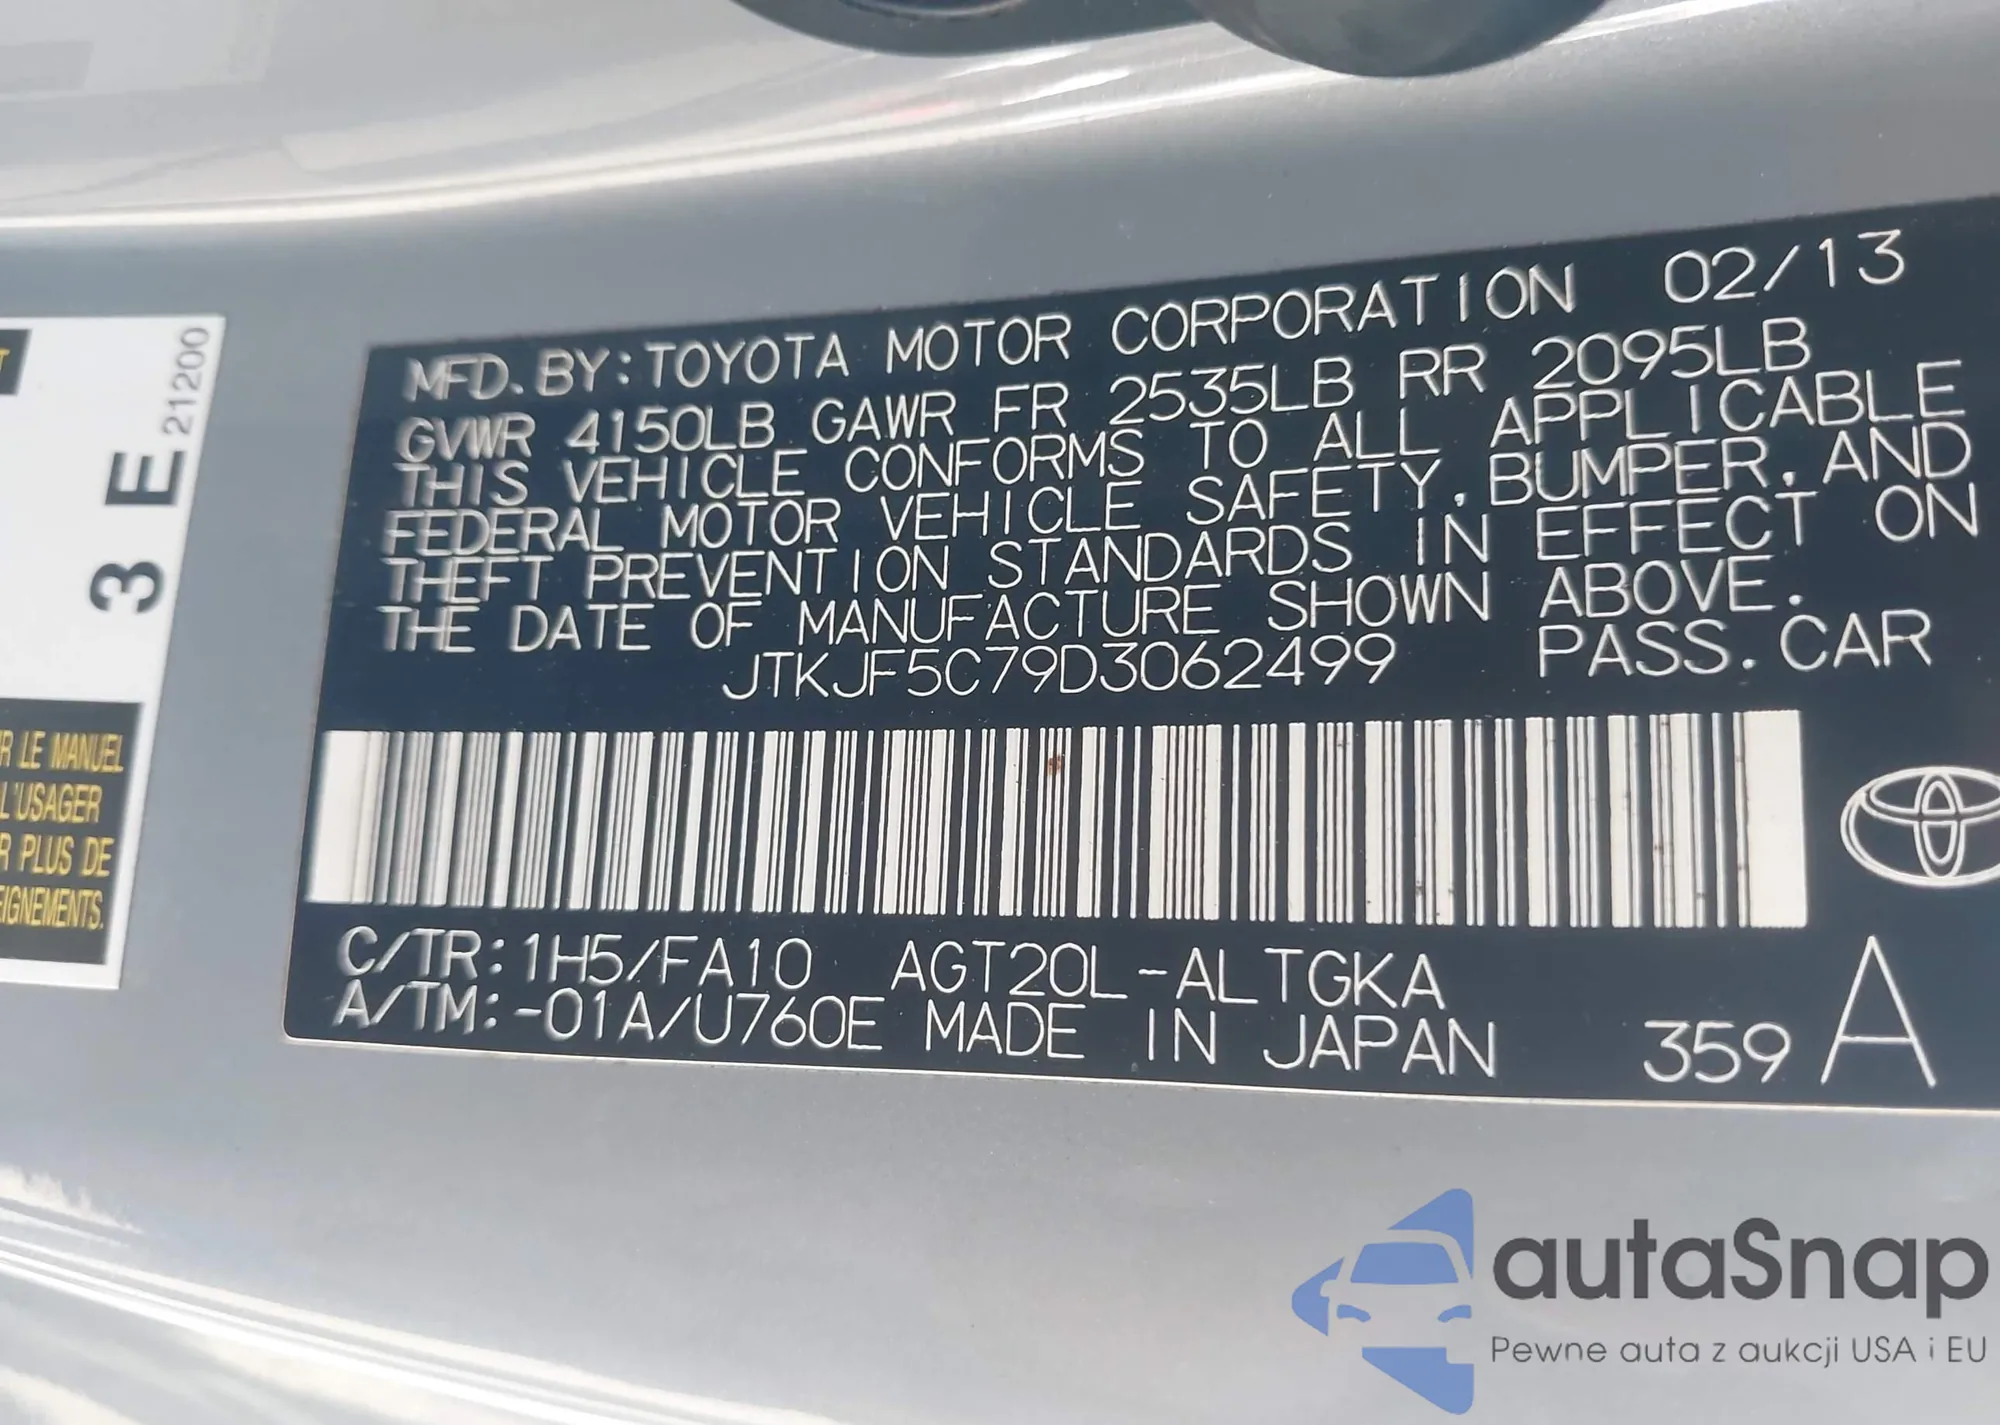 MFD. BY: TOYOTA MOTOR CORPORATION 02/13
GVWR 4150LB GAWR FR 2535LB RR 2095LB
THIS VEHICLE CONFORMS TO ALL APPLICABLE
FEDERAL MOTOR VEHICLE SAFETY, BUMPER, AND
THEFT PREVENTION STANDARDS IN EFFECT ON
THE DATE OF MANUFACTURE SHOWN ABOVE.
JTKJF5C79D3062499 PASS. CAR
C/TR: 1H5/FA10 AGT20L-ALTGKA
A/TM: -01A/U760E MADE IN JAPAN 359 A
3 E 21200
R LE MANUEL
L'USAGER
R PLUS DE
EIGNEMENTS.
autaSnap
Pewne auta z aukcji USA i EU